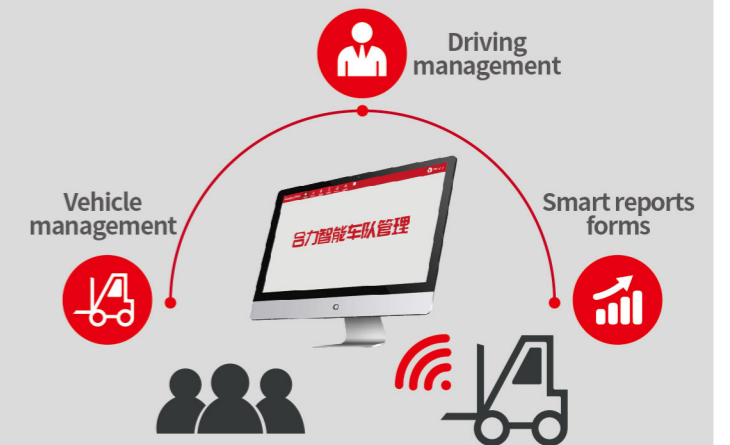 Driving
management
Vehicle
management
Smart reports
forms
合力智能车队管理